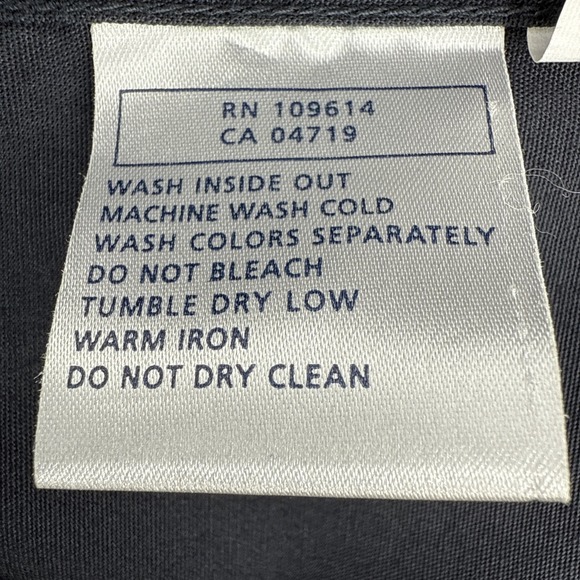 RN 109614
CA 04719
WASH INSIDE OUT
MACHINE WASH COLD
WASH COLORS SEPARATELY
DO NOT BLEACH
TUMBLE DRY LOW
WARM IRON
DO NOT DRY CLEAN